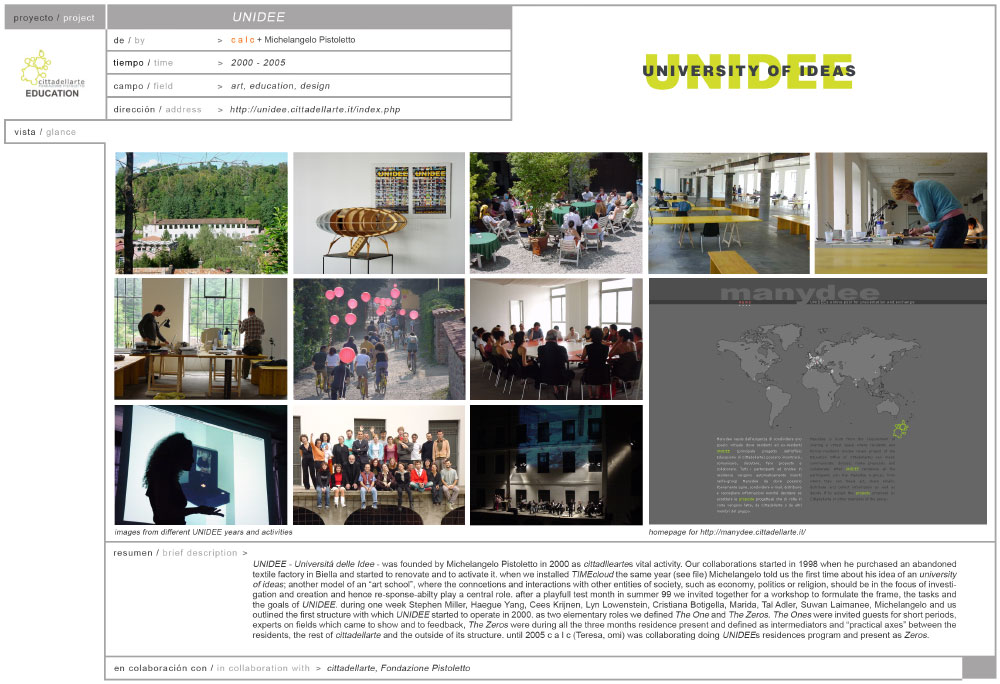 proyecto / project
UNIDEE
de / by > c a l c + Michelangelo Pistoletto
tiempo / time > 2000 - 2005
campo / field > art, education, design
dirección / address > http://unidee.cittadellarte.it/index.php
cittadellarte
EDUCATION
UNIDEE
UNIVERSITY OF IDEAS
vista / glance
UNIDEE UNIDEE
manydee
images from different UNIDEE years and activities
homepage for http://manydee.cittadellarte.it/
resumen / brief description >
UNIDEE - Universitá delle Idee - was founded by Michelangelo Pistoletto in 2000 as cittadlleartes vital activity. Our collaborations started in 1998 when he purchased an abandoned
textile factory in Biella and started to renovate and to activate it. when we installed TIMEcloud the same year (see file) Michelangelo told us the first time about his idea of an university
of ideas; another model of an "art school", where the conncetions and interactions with other entities of society, such as economy, politics or religion, should be in the focus of investi-
gation and creation and hence re-sponse-abilty play a central role. after a playfull test month in summer 99 we invited together for a workshop to formulate the frame, the tasks and
the goals of UNIDEE. during one week Stephen Miller, Haegue Yang, Cees Krijnen, Lyn Lowenstein, Cristiana Botigella, Marida, Tal Adler, Suwan Laimanee, Michelangelo and us
outlined the first structure with which UNIDEE started to operate in 2000. as two elementary roles we defined The One and The Zeros. The Ones were invited guests for short periods,
experts on fields which came to show and to feedback, The Zeros were during all the three months residence present and defined as intermediators and "practical axes" between the
residents, the rest of cittadellarte and the outside of its structure. until 2005 c a l c (Teresa, omi) was collaborating doing UNIDEEs residences program and present as Zeros.
en colaboración con / in collaboration with > cittadellarte, Fondazione Pistoletto